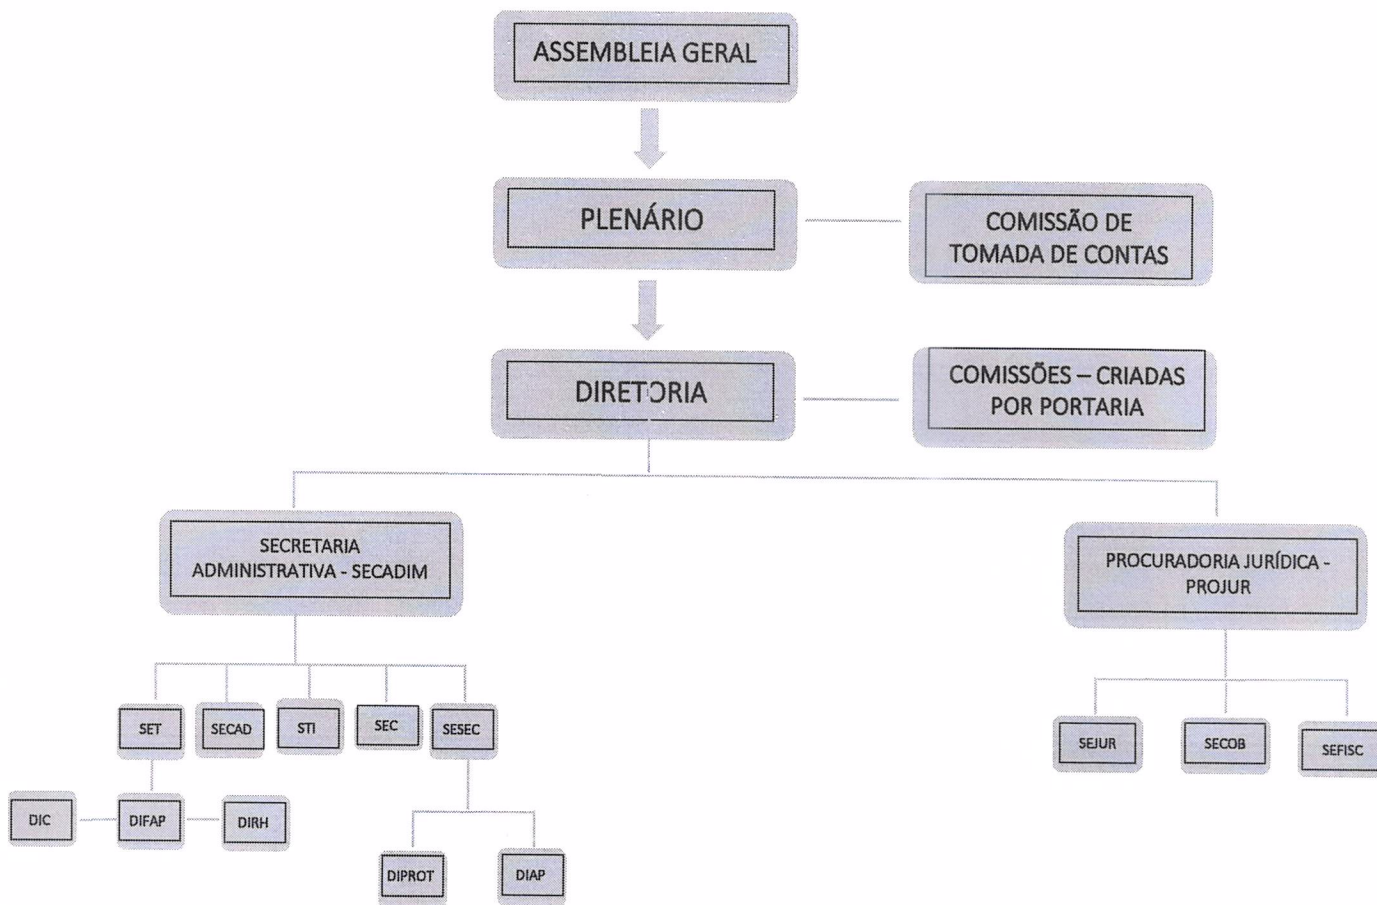 ASSEMBLEIA GERAL
PLENÁRIO
COMISSÃO DE
TOMADA DE CONTAS
DIRETORIA
COMISSÕES – CRIADAS
POR PORTARIA
SECRETARIA
ADMINISTRATIVA - SECADIM
PROCURADORIA JURÍDICA -
PROJUR
SET
SECAD
STI
SEC
SESEC
SEJUR
SECOB
SEFISC
DIC
DIFAP
DIRH
DIPROT
DIAP